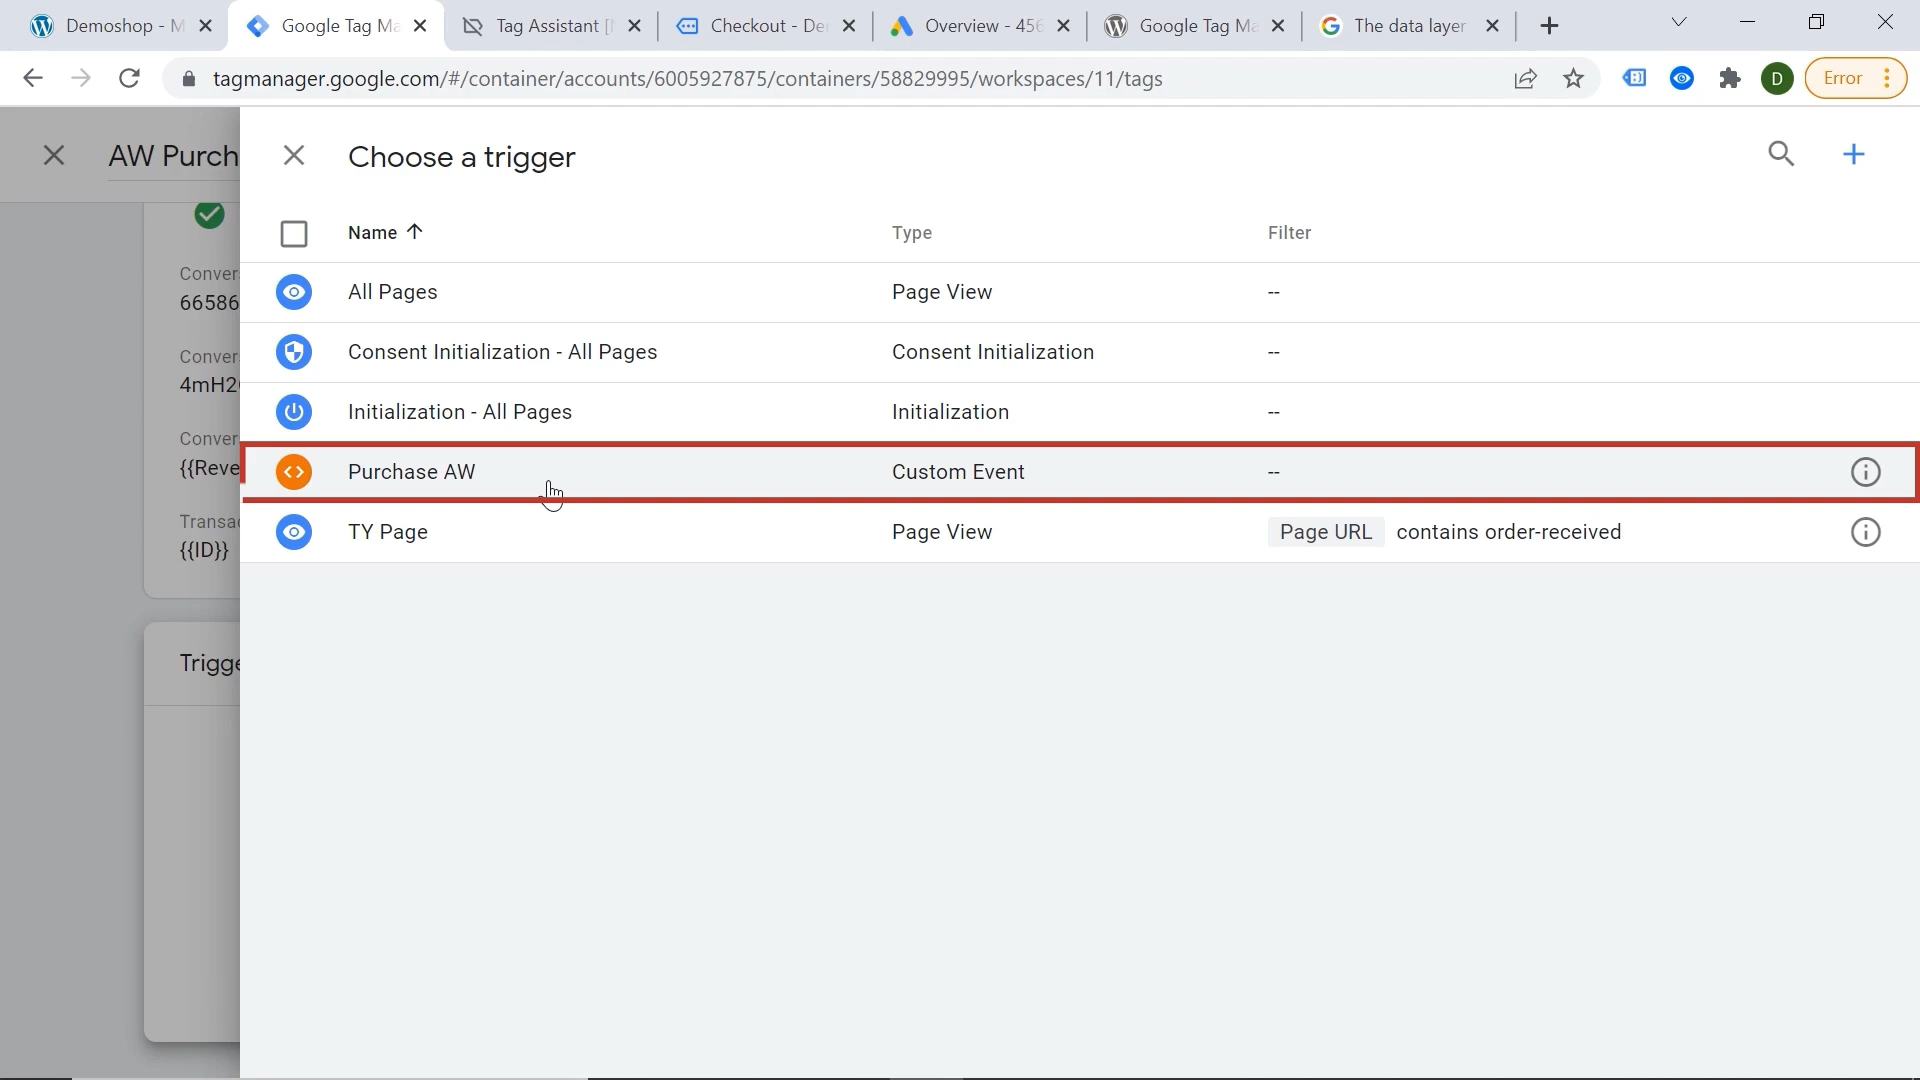 Demoshop - M
Google Tag Ma
Tag Assistant [
Checkout - De
Overview - 456
Google Tag Ma
The data layer
tagmanager.google.com/#/container/accounts/6005927875/containers/58829995/workspaces/11/tags
D
Error
AW Purch
Choose a trigger
Name Type Filter
All Pages Page View --
Consent Initialization - All Pages Consent Initialization --
Initialization - All Pages Initialization --
Purchase AW Custom Event --
TY Page Page View Page URL contains order-received
Conver
66586
Conver
4mH2
Conver
{{Reve
Transac
{{ID}}
Trigge